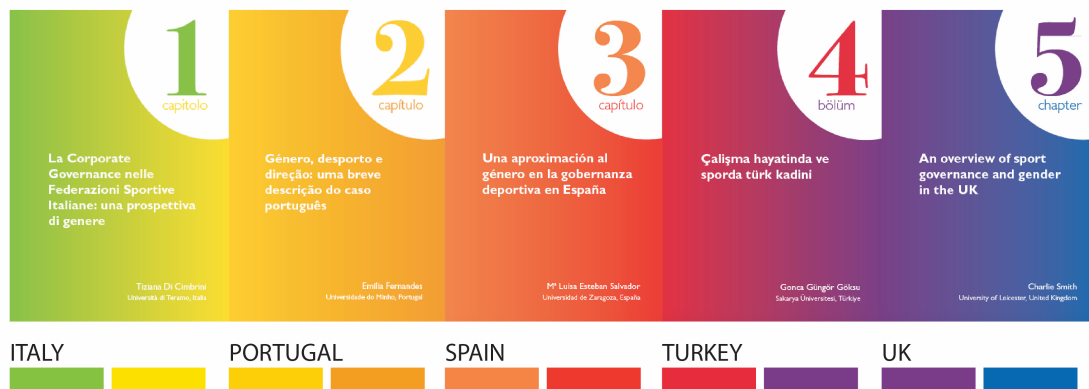 1
capitolo
La Corporate
Governance nelle
Federazioni Sportive
Italiane: una prospettiva
di genere
Tiziana Di Cimbrini
Università di Teramo, Italia
2
capítulo
Género, desporto e
direção: uma breve
descrição do caso
português
Emília Fernandes
Universidade do Minho, Portugal
3
capítulo
Una aproximación al
género en la gobernanza
deportiva en España
Mª Luisa Esteban Salvador
Universidad de Zaragoza, España
4
bölüm
Çalişma hayatinda ve
sporda türk kadini
Gonca Güngör Göksu
Sakarya Üniversitesi, Türkiye
5
chapter
An overview of sport
governance and gender
in the UK
Charlie Smith
University of Leicester, United Kingdom
ITALY
PORTUGAL
SPAIN
TURKEY
UK